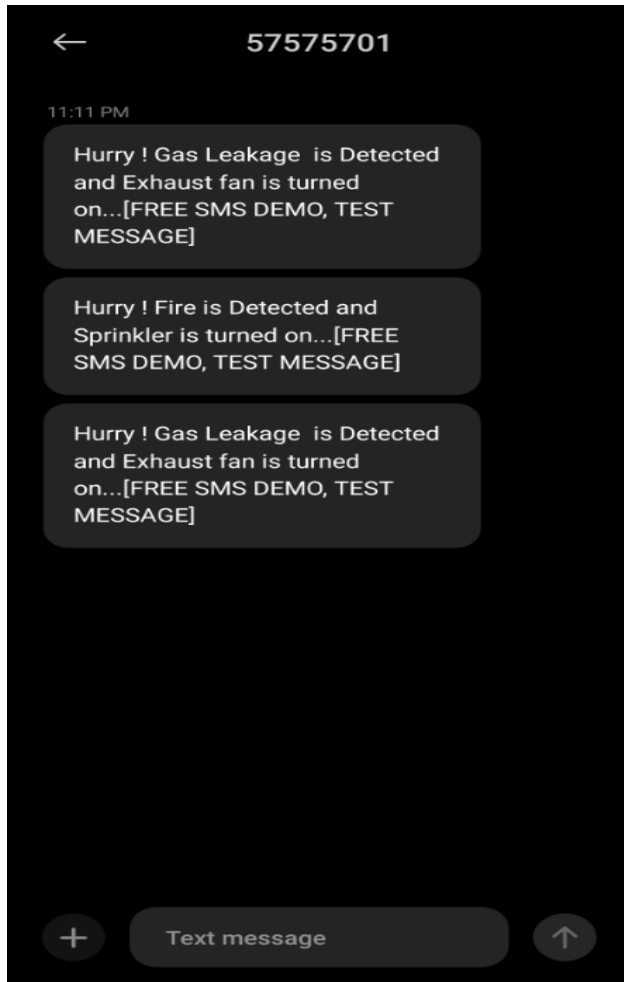 57575701
11:11 PM
Hurry ! Gas Leakage  is Detected
and Exhaust fan is turned
on...[FREE SMS DEMO, TEST
MESSAGE]
Hurry ! Fire is Detected and
Sprinkler is turned on...[FREE
SMS DEMO, TEST MESSAGE]
Hurry ! Gas Leakage  is Detected
and Exhaust fan is turned
on...[FREE SMS DEMO, TEST
MESSAGE]
Text message